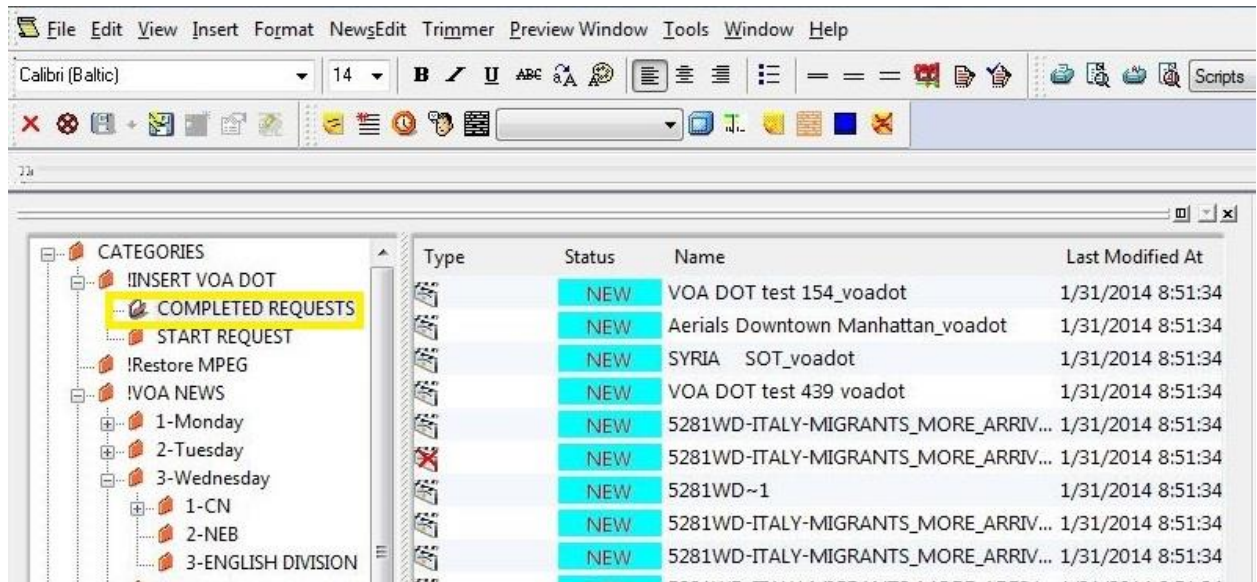 File Edit View Insert Format NewsEdit Trimmer Preview Window Tools Window Help
Calibri (Baltic) 14 B I U ABC Scripts
CATEGORIES
!INSERT VOA DOT
COMPLETED REQUESTS
START REQUEST
!Restore MPEG
!VOA NEWS
1-Monday
2-Tuesday
3-Wednesday
1-CN
2-NEB
3-ENGLISH DIVISION
Type Status Name Last Modified At
NEW VOA DOT test 154_voadot 1/31/2014 8:51:34
NEW Aerials Downtown Manhattan_voadot 1/31/2014 8:51:34
NEW SYRIA SOT_voadot 1/31/2014 8:51:34
NEW VOA DOT test 439 voadot 1/31/2014 8:51:34
NEW 5281WD-ITALY-MIGRANTS_MORE_ARRIV... 1/31/2014 8:51:34
NEW 5281WD-ITALY-MIGRANTS_MORE_ARRIV... 1/31/2014 8:51:34
NEW 5281WD~1 1/31/2014 8:51:34
NEW 5281WD-ITALY-MIGRANTS_MORE_ARRIV... 1/31/2014 8:51:34
NEW 5281WD-ITALY-MIGRANTS_MORE_ARRIV... 1/31/2014 8:51:34